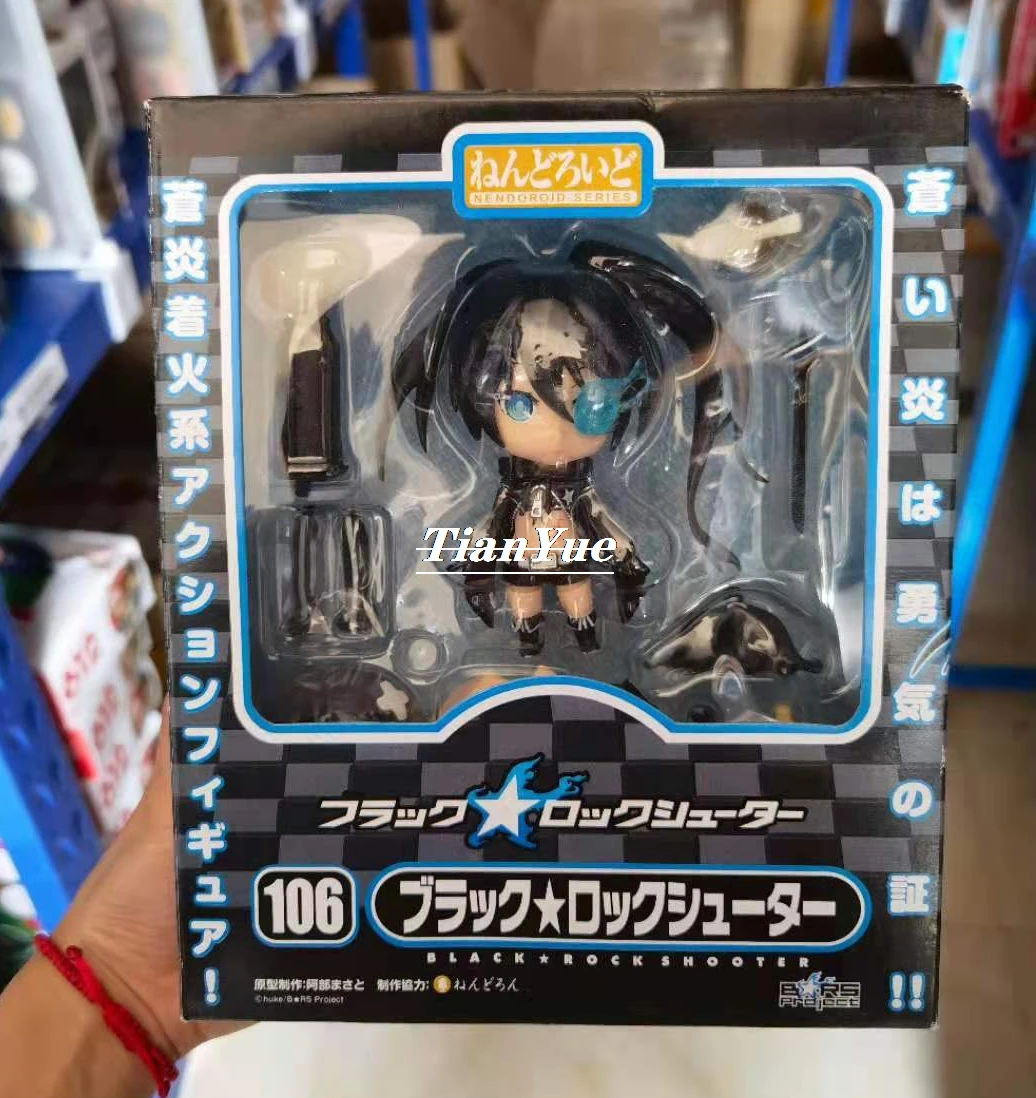 ねんどろいど
NENDOROID SERIES
蒼い炎は勇気の証!!
蒼炎着火系アクションフィギュア!
TianYue
ブラック★ロックシューター
106
ブラック★ロックシューター
BLACK★ROCK SHOOTER
原型制作:阿部まさと 制作協力: ねんどろん
©huke/B★RS Project
B★RS
Project